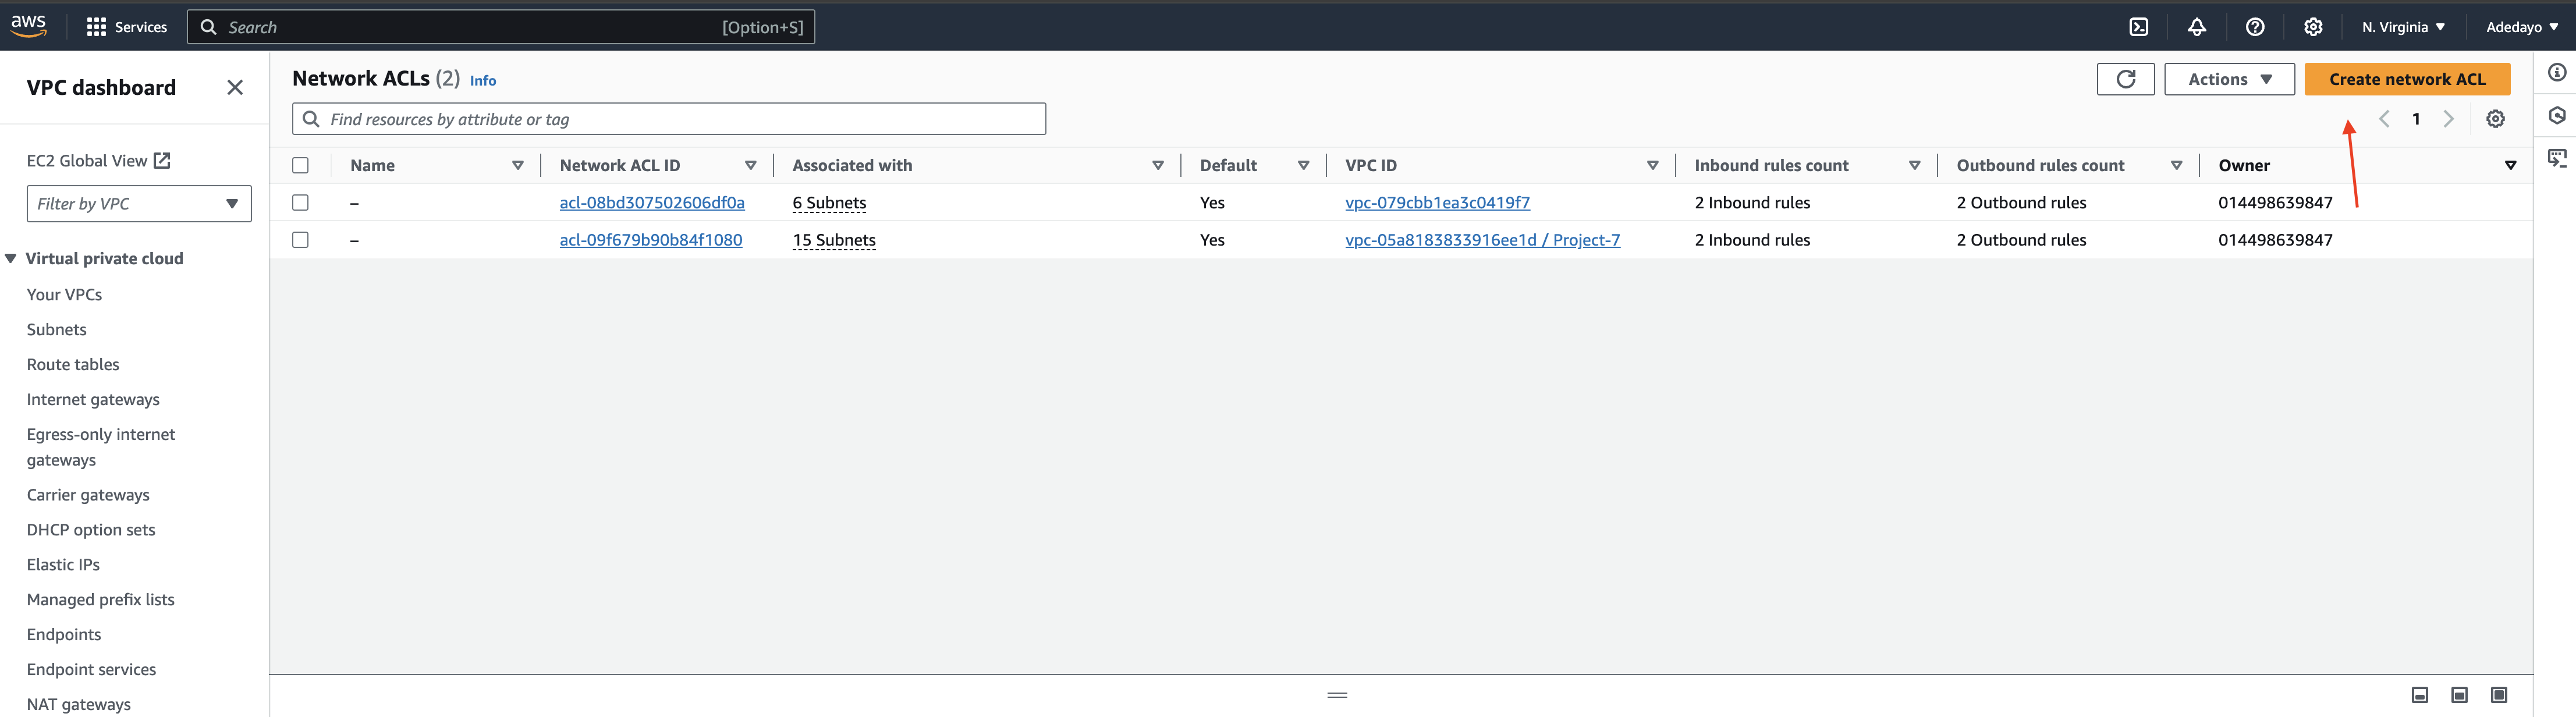 aws
Services
Search [Option+S]
N. Virginia
Adedayo
VPC dashboard
EC2 Global View
Filter by VPC
Virtual private cloud
Your VPCs
Subnets
Route tables
Internet gateways
Egress-only internet
gateways
Carrier gateways
DHCP option sets
Elastic IPs
Managed prefix lists
Endpoints
Endpoint services
NAT gateways
Network ACLs (2) Info
Actions
Create network ACL
Find resources by attribute or tag
1
Name Network ACL ID Associated with Default VPC ID Inbound rules count Outbound rules count Owner
– acl-08bd307502606df0a 6 Subnets Yes vpc-079cbb1ea3c0419f7 2 Inbound rules 2 Outbound rules 014498639847
– acl-09f679b90b84f1080 15 Subnets Yes vpc-05a8183833916ee1d / Project-7 2 Inbound rules 2 Outbound rules 014498639847